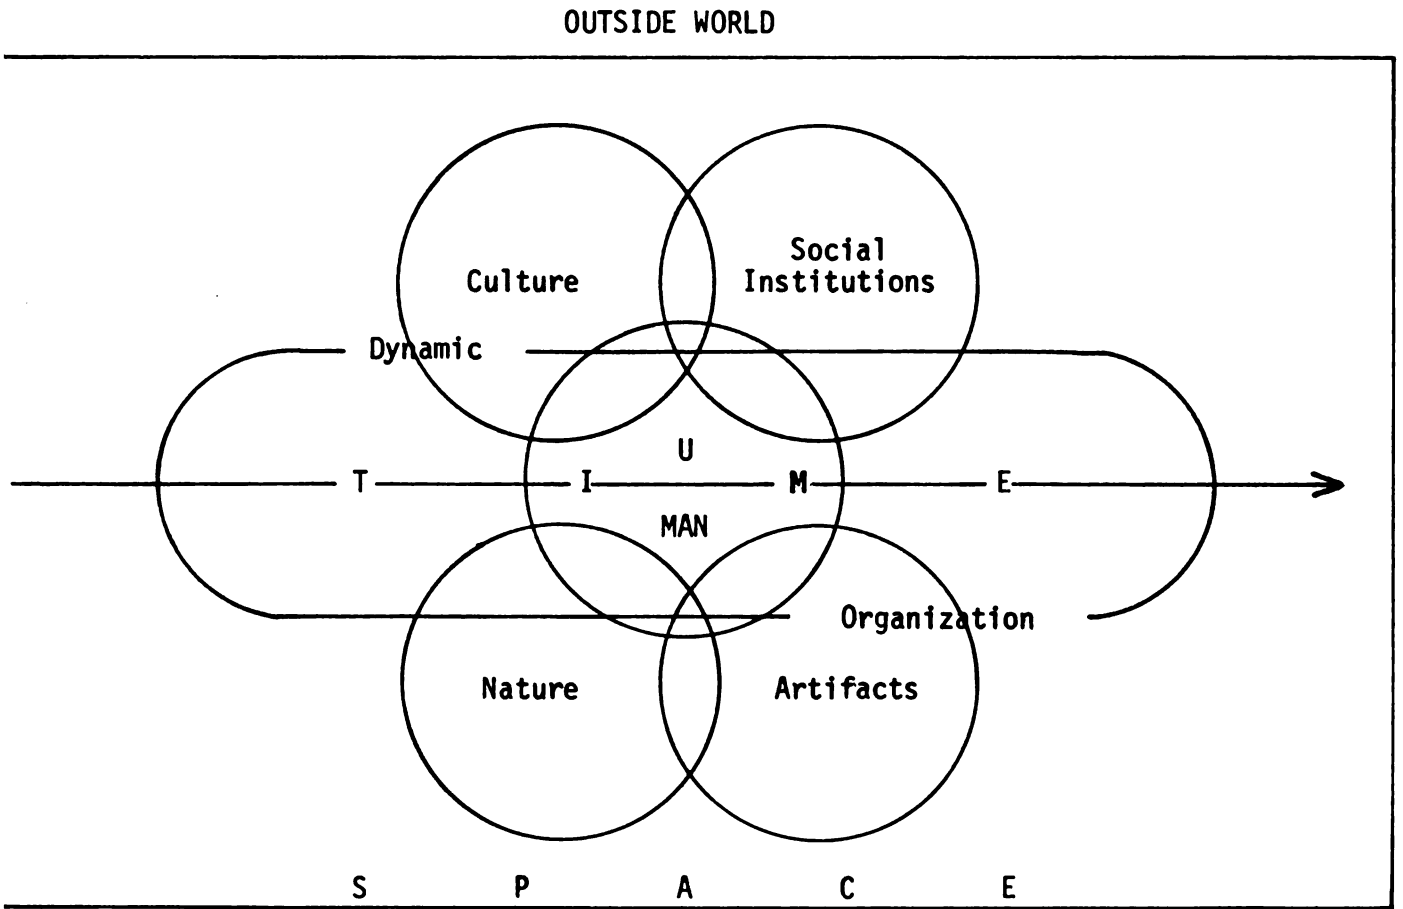 OUTSIDE WORLD
Culture
Social
Institutions
Dynamic
U
T I M E
MAN
Organization
Nature
Artifacts
S P A C E